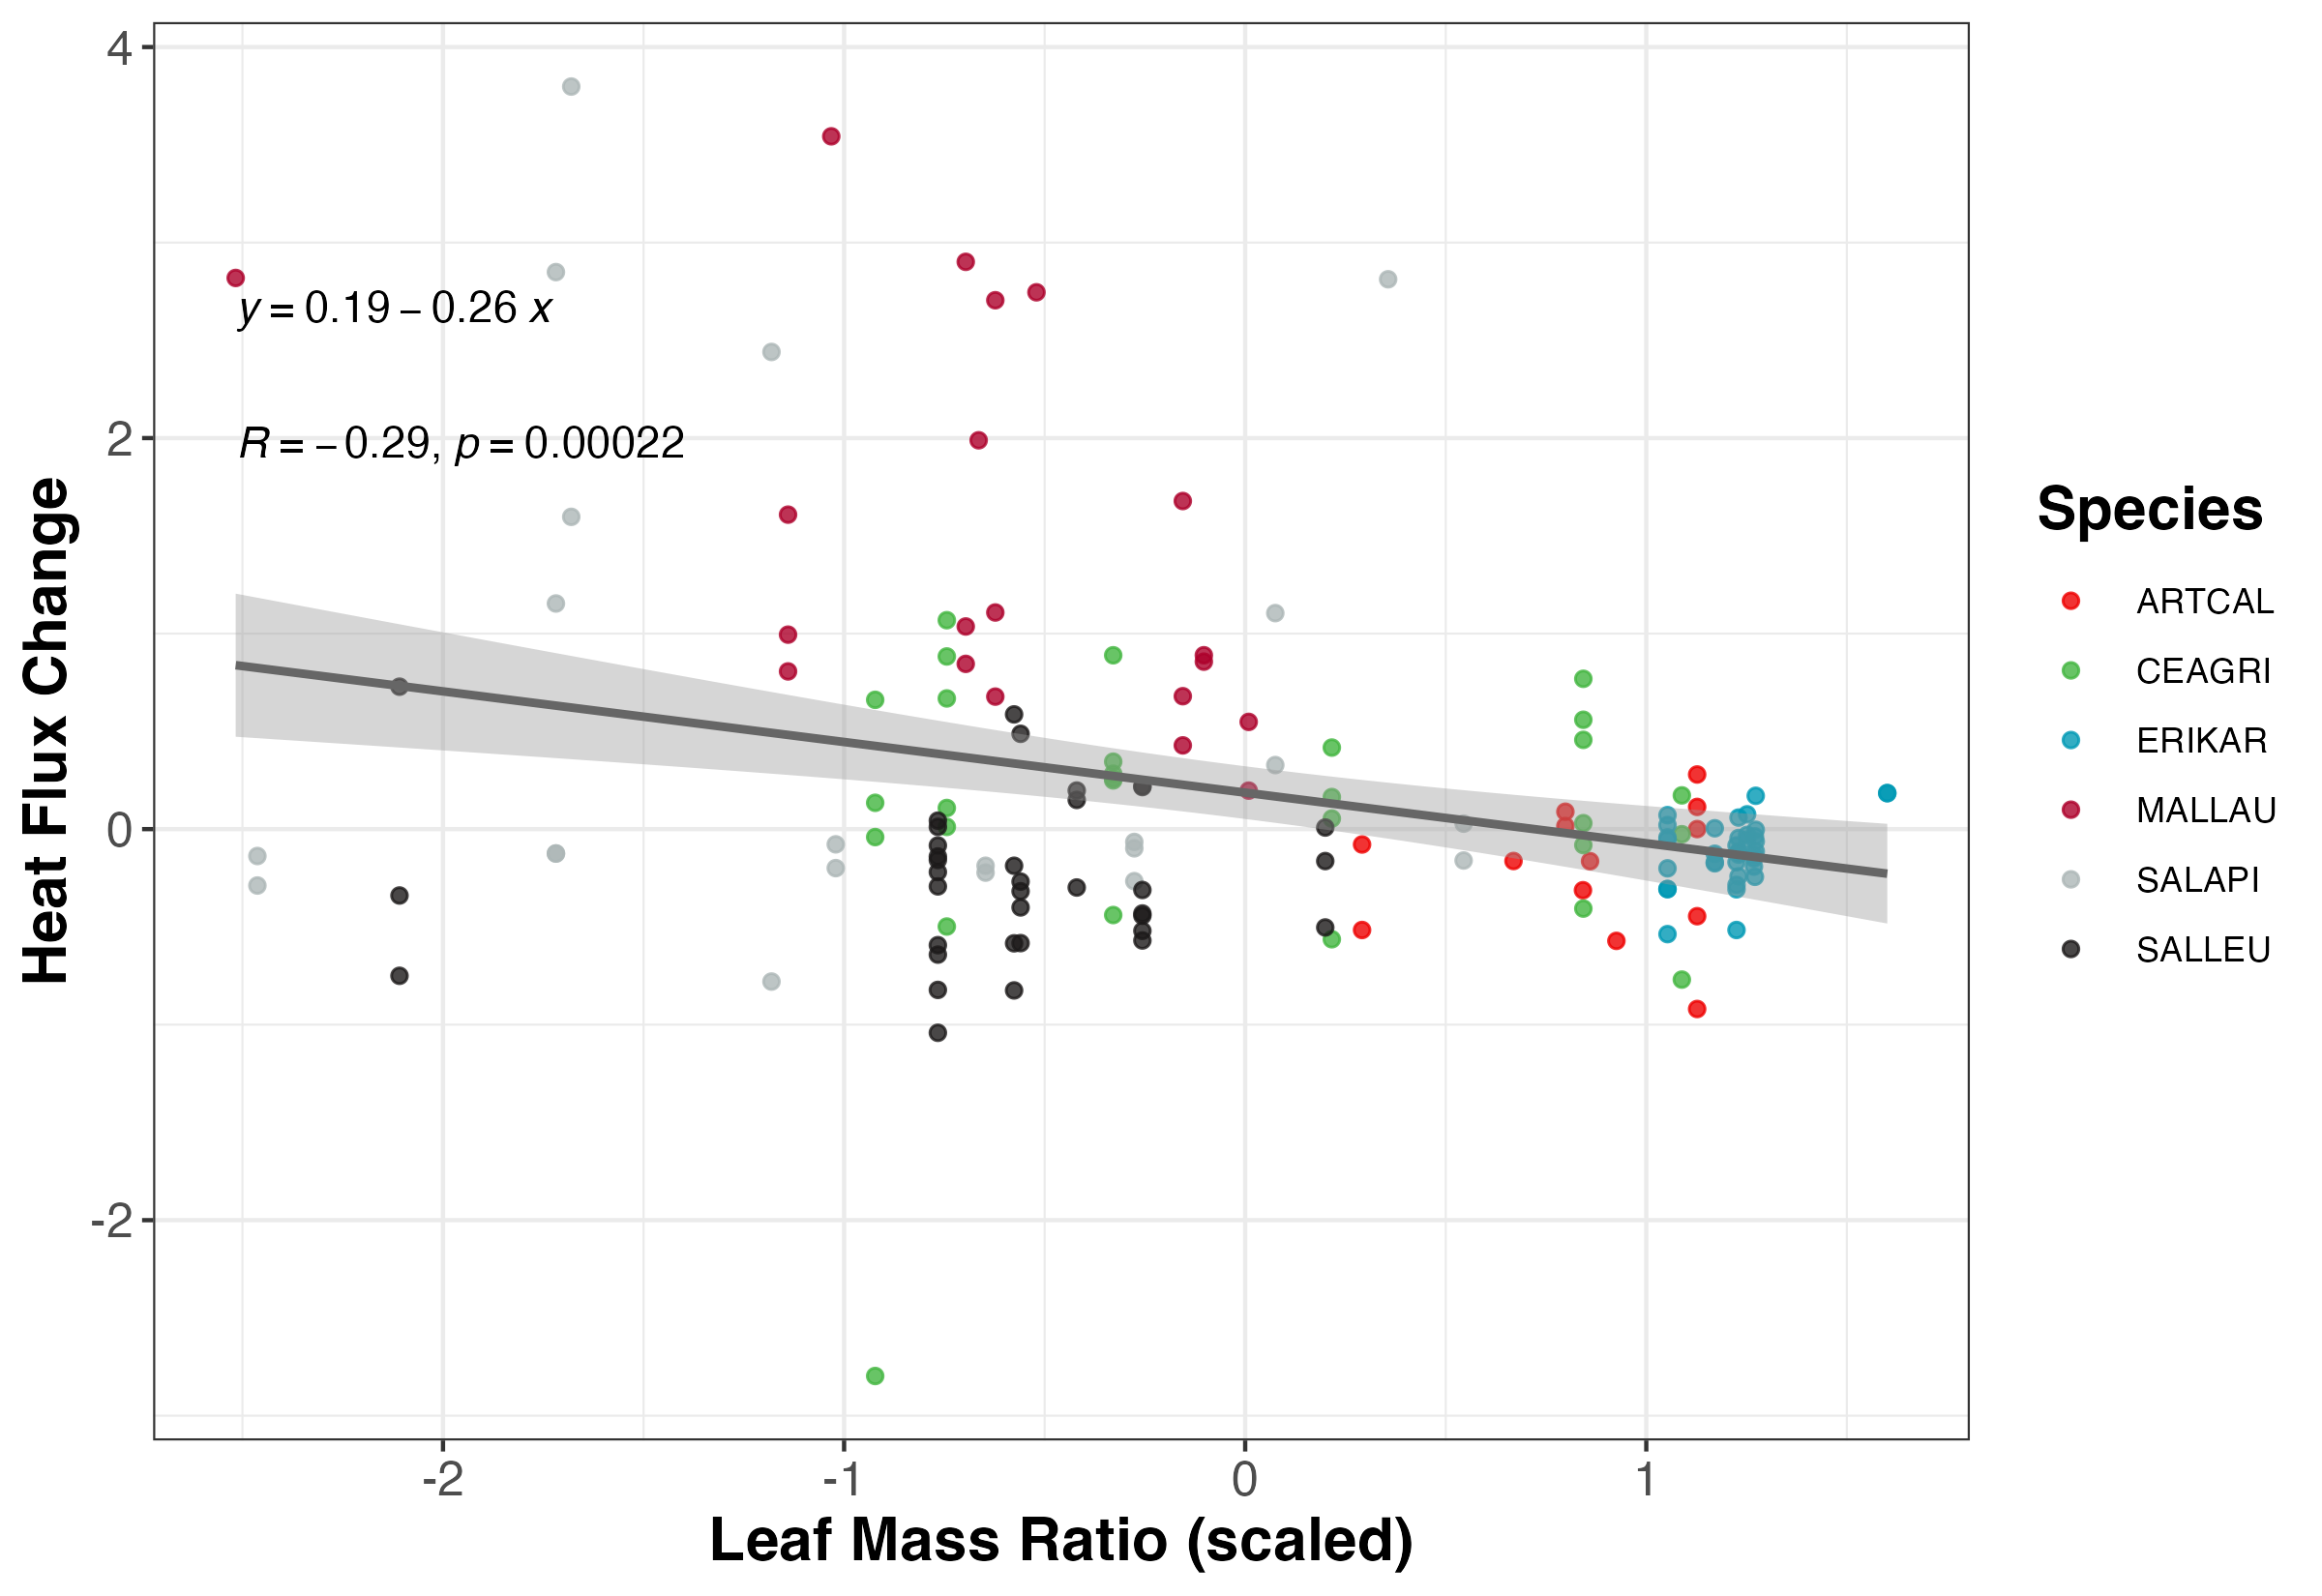 4
y = 0.19 − 0.26 x
2
R = −0.29, p = 0.00022
0
-2
Heat Flux Change
-2 -1 0 1
Leaf Mass Ratio (scaled)
Species
ARTCAL
CEAGRI
ERIKAR
MALLAU
SALAPI
SALLEU